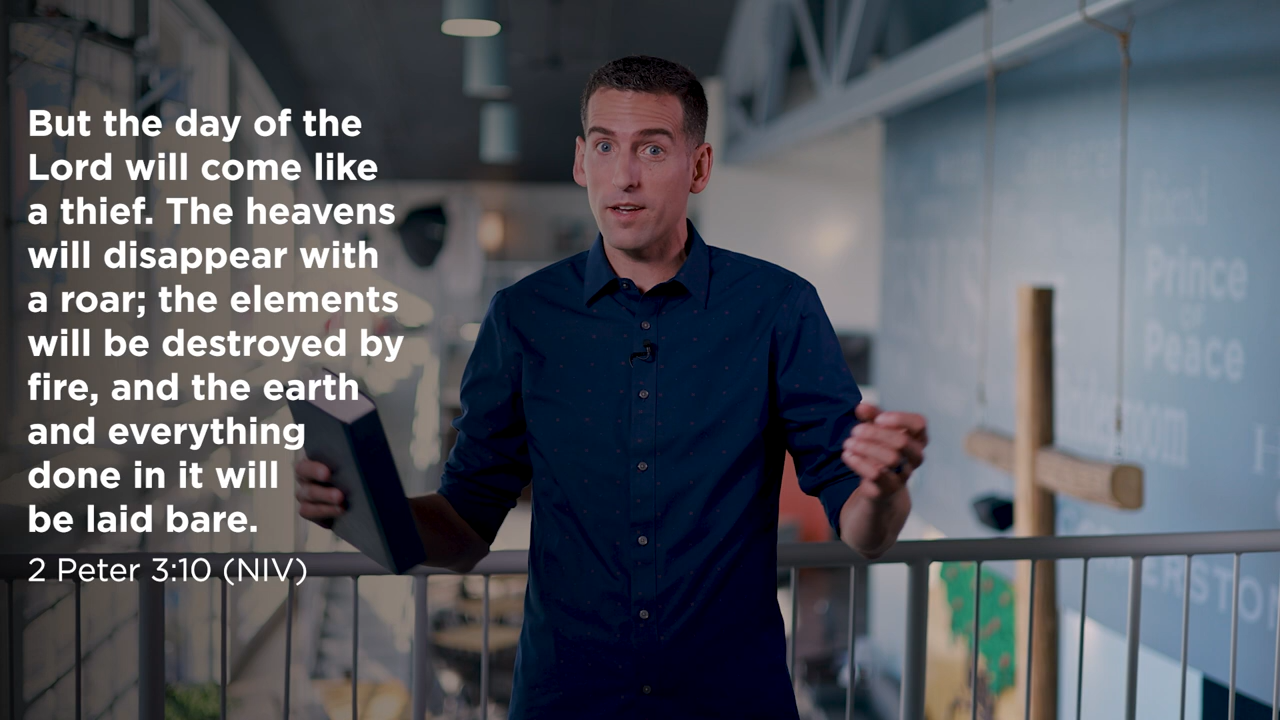 But the day of the
Lord will come like
a thief. The heavens
will disappear with
a roar; the elements
will be destroyed by
fire, and the earth
and everything
done in it will
be laid bare.
2 Peter 3:10 (NIV)
Prince
OF
Peace